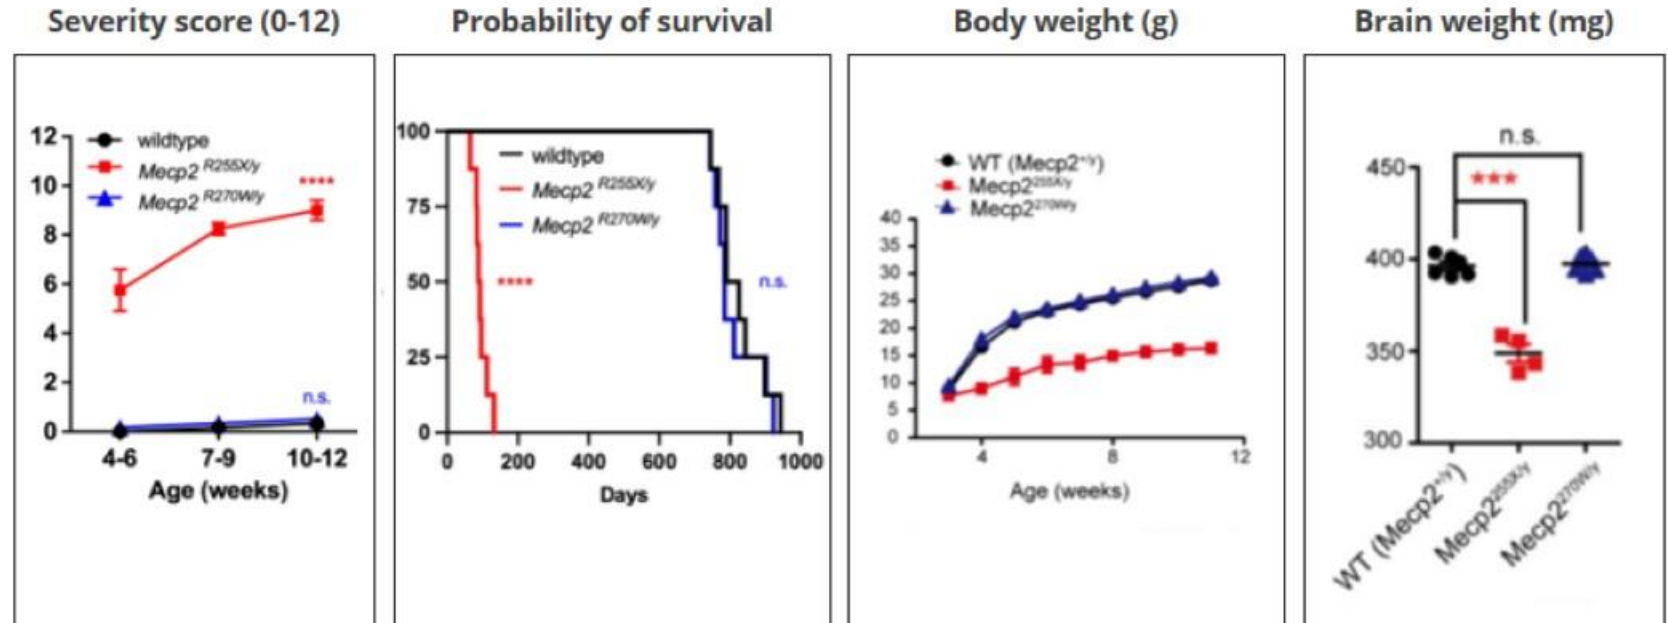 Severity score (0-12)
12
10
8
6
4
2
0
wildtype
Mecp2 R255X/y
Mecp2 R270W/y
****
n.s.
4-6 7-9 10-12
Age (weeks)
Probability of survival
100
75
50
25
0
wildtype
Mecp2 R255X/y
Mecp2 R270W/y
****
n.s.
0 200 400 600 800 1000
Days
Body weight (g)
WT (Mecp2+/y)
Mecp2255X/y
Mecp2270W/y
40
35
30
25
20
15
10
5
0
4 8 12
Age (weeks)
Brain weight (mg)
n.s.
***
450
400
350
300
WT (Mecp2+/y)
Mecp2255X/y
Mecp2270W/y